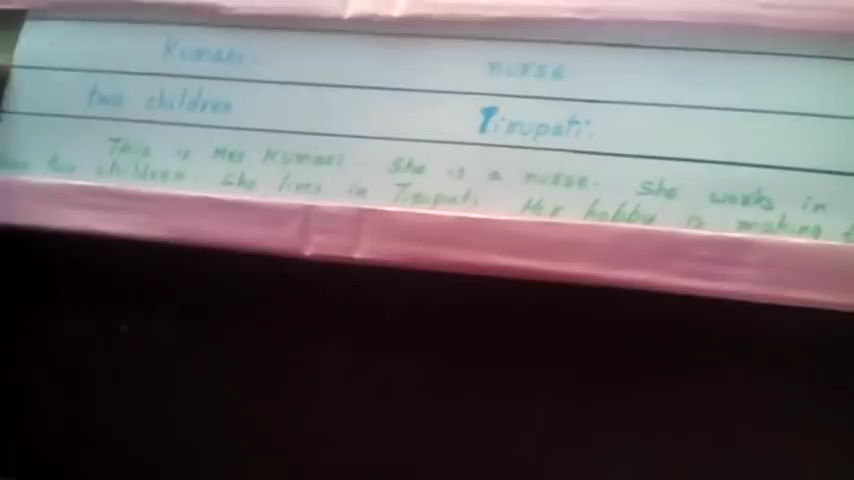 Kumari. nurse
two children Tirupati.
This is Mrs Kumari She is a nurse. She works in
two children She lives in Tirupati. Her hobby is making